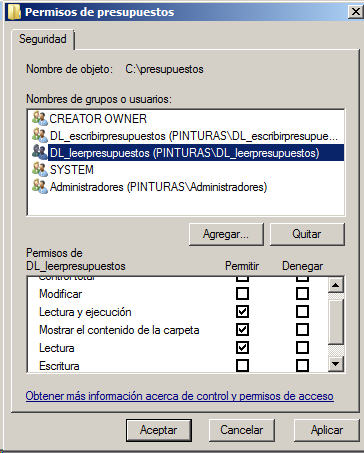 Permisos de presupuestos
Seguridad
Nombre de objeto: C:\presupuestos
Nombres de grupos o usuarios:
CREATOR OWNER
DL_escribirpresupuestos (PINTURAS\DL_escribirpresupue...
DL_leerpresupuestos (PINTURAS\DL_leerpresupuestos)
SYSTEM
Administradores (PINTURAS\Administradores)
Agregar... Quitar
Permisos de
DL_leerpresupuestos Permitir Denegar
Control total
Modificar
Lectura y ejecución
Mostrar el contenido de la carpeta
Lectura
Escritura
Obtener más información acerca de control y permisos de acceso
Aceptar Cancelar Aplicar